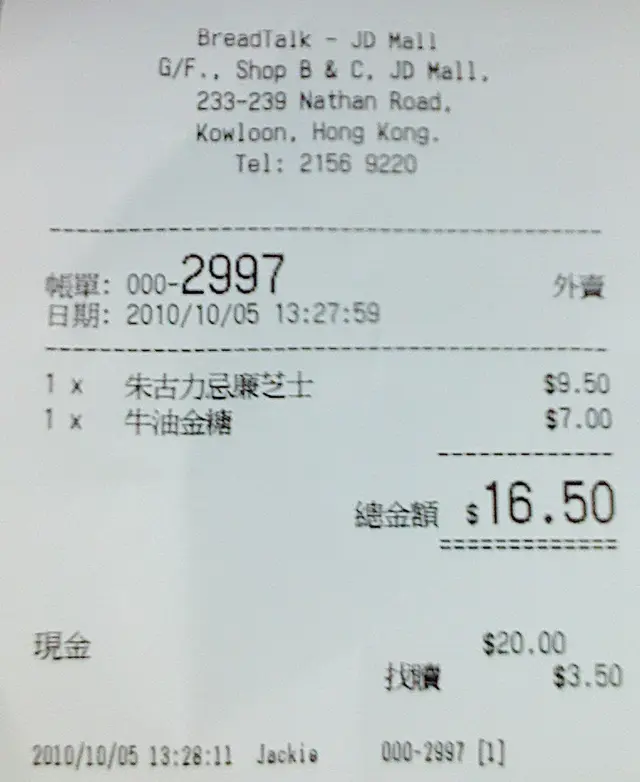 BreadTalk - JD Mall
G/F., Shop B & C, JD Mall,
233-239 Nathan Road,
Kowloon, Hong Kong.
Tel: 2156 9220
帳單: 000-2997 外賣
日期: 2010/10/05 13:27:59
1 x 朱古力忌廉芝士 $9.50
1 x 牛油金磚 $7.00
總金額 $16.50
現金 $20.00
找贖 $3.50
2010/10/05 13:28:11 Jackie 000-2997 [1]